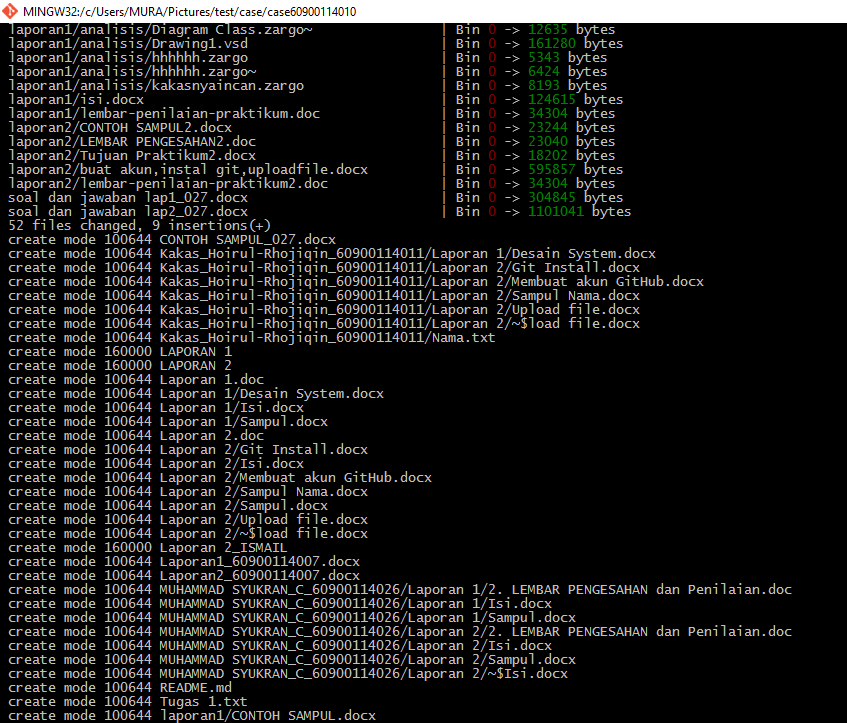 MINGW32:/c/Users/MURA/Pictures/test/case/case60900114010
laporan1/analisis/Diagram Class.zargo~ | Bin 0 -> 12635 bytes
laporan1/analisis/Drawing1.vsd | Bin 0 -> 161280 bytes
laporan1/analisis/hhhhhh.zargo | Bin 0 -> 5343 bytes
laporan1/analisis/hhhhhh.zargo~ | Bin 0 -> 6424 bytes
laporan1/analisis/kakasnyaincan.zargo | Bin 0 -> 8193 bytes
laporan1/isi.docx | Bin 0 -> 124615 bytes
laporan1/lembar-penilaian-praktikum.doc | Bin 0 -> 34304 bytes
laporan2/CONTOH SAMPUL2.docx | Bin 0 -> 23244 bytes
laporan2/LEMBAR PENGESAHAN2.doc | Bin 0 -> 23040 bytes
laporan2/Tujuan Praktikum2.docx | Bin 0 -> 18202 bytes
laporan2/buat akun,instal git,uploadfile.docx | Bin 0 -> 595857 bytes
laporan2/lembar-penilaian-praktikum2.doc | Bin 0 -> 34304 bytes
soal dan jawaban lap1_027.docx | Bin 0 -> 304845 bytes
soal dan jawaban lap2_027.docx | Bin 0 -> 1101041 bytes
52 files changed, 9 insertions(+)
create mode 100644 CONTOH SAMPUL_027.docx
create mode 100644 Kakas_Hoirul-Rhojiqin_60900114011/Laporan 1/Desain System.docx
create mode 100644 Kakas_Hoirul-Rhojiqin_60900114011/Laporan 2/Git Install.docx
create mode 100644 Kakas_Hoirul-Rhojiqin_60900114011/Laporan 2/Membuat akun GitHub.docx
create mode 100644 Kakas_Hoirul-Rhojiqin_60900114011/Laporan 2/Sampul Nama.docx
create mode 100644 Kakas_Hoirul-Rhojiqin_60900114011/Laporan 2/Upload file.docx
create mode 100644 Kakas_Hoirul-Rhojiqin_60900114011/Laporan 2/~$load file.docx
create mode 100644 Kakas_Hoirul-Rhojiqin_60900114011/Nama.txt
create mode 160000 LAPORAN 1
create mode 160000 LAPORAN 2
create mode 100644 Laporan 1.doc
create mode 100644 Laporan 1/Desain System.docx
create mode 100644 Laporan 1/Isi.docx
create mode 100644 Laporan 1/Sampul.docx
create mode 100644 Laporan 2.doc
create mode 100644 Laporan 2/Git Install.docx
create mode 100644 Laporan 2/Isi.docx
create mode 100644 Laporan 2/Membuat akun GitHub.docx
create mode 100644 Laporan 2/Sampul Nama.docx
create mode 100644 Laporan 2/Sampul.docx
create mode 100644 Laporan 2/Upload file.docx
create mode 100644 Laporan 2/~$load file.docx
create mode 160000 Laporan 2_ISMAIL
create mode 100644 Laporan1_60900114007.docx
create mode 100644 Laporan2_60900114007.docx
create mode 100644 MUHAMMAD SYUKRAN_C_60900114026/Laporan 1/2. LEMBAR PENGESAHAN dan Penilaian.doc
create mode 100644 MUHAMMAD SYUKRAN_C_60900114026/Laporan 1/Isi.docx
create mode 100644 MUHAMMAD SYUKRAN_C_60900114026/Laporan 1/Sampul.docx
create mode 100644 MUHAMMAD SYUKRAN_C_60900114026/Laporan 2/2. LEMBAR PENGESAHAN dan Penilaian.doc
create mode 100644 MUHAMMAD SYUKRAN_C_60900114026/Laporan 2/Isi.docx
create mode 100644 MUHAMMAD SYUKRAN_C_60900114026/Laporan 2/Sampul.docx
create mode 100644 MUHAMMAD SYUKRAN_C_60900114026/Laporan 2/~$Isi.docx
create mode 100644 README.md
create mode 100644 Tugas 1.txt
create mode 100644 laporan1/CONTOH SAMPUL.docx